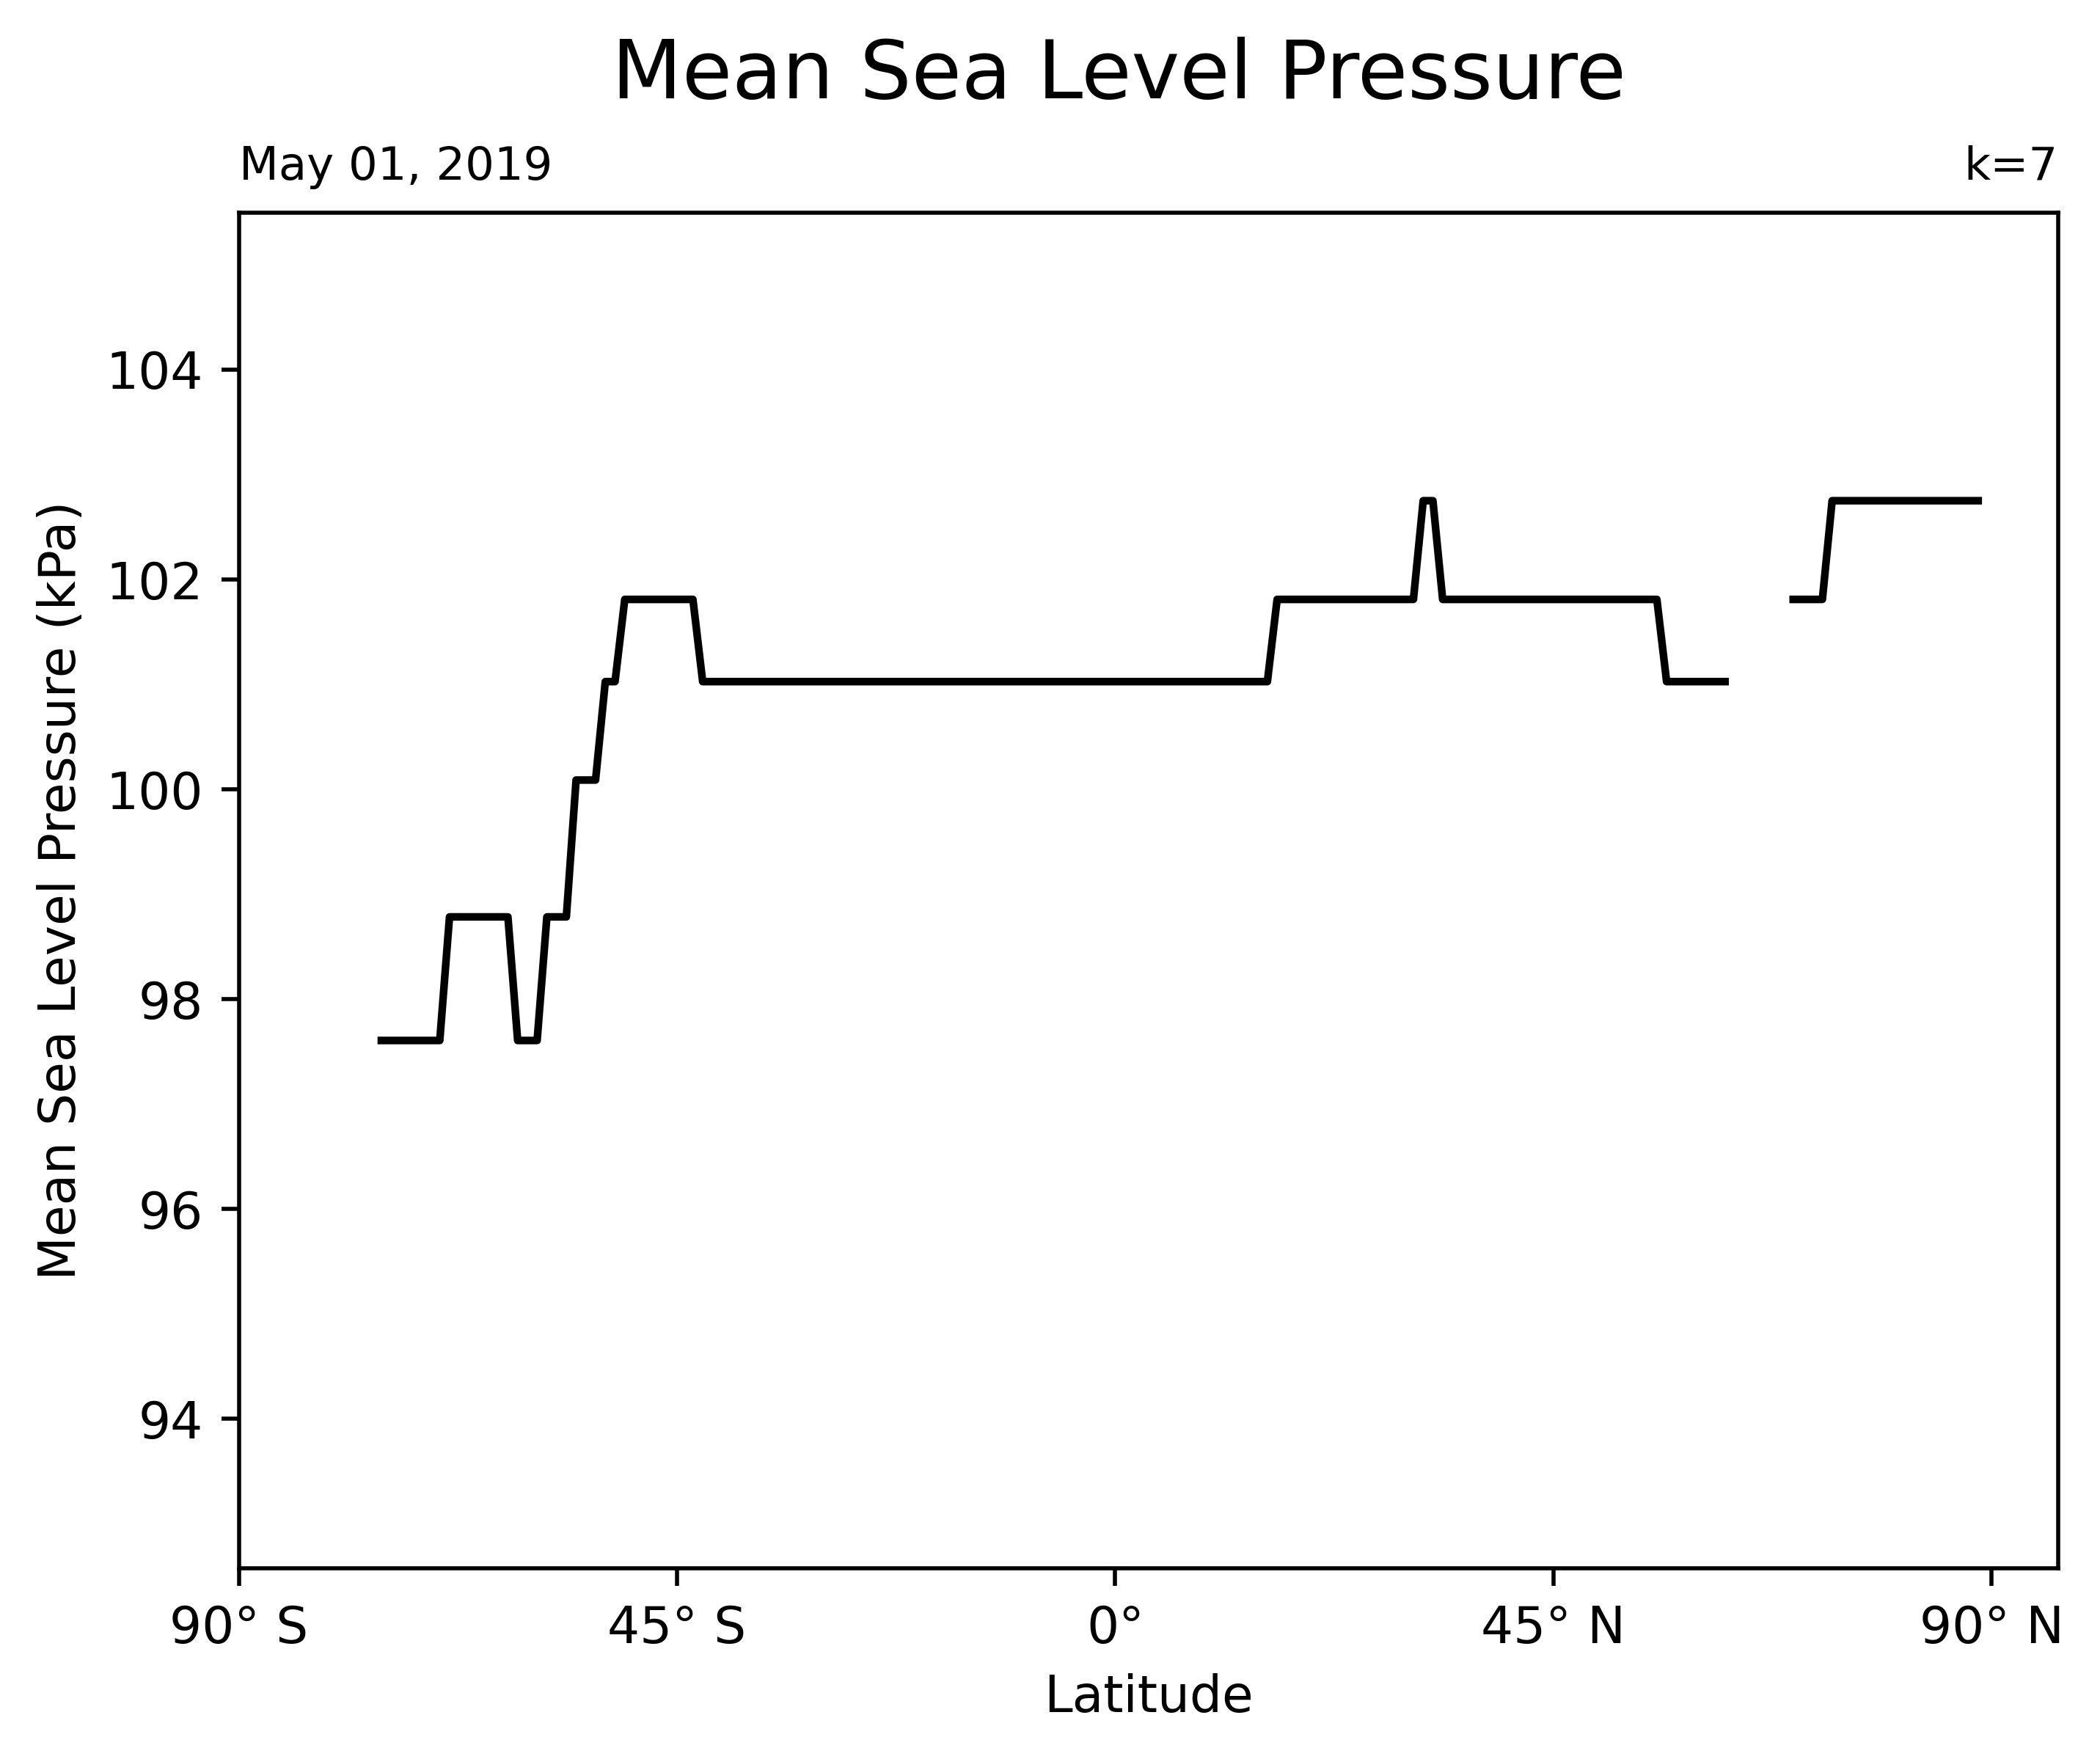 Mean Sea Level Pressure
May 01, 2019
k=7
Mean Sea Level Pressure (kPa)
104
102
100
98
96
94
90° S
45° S
0°
45° N
90° N
Latitude